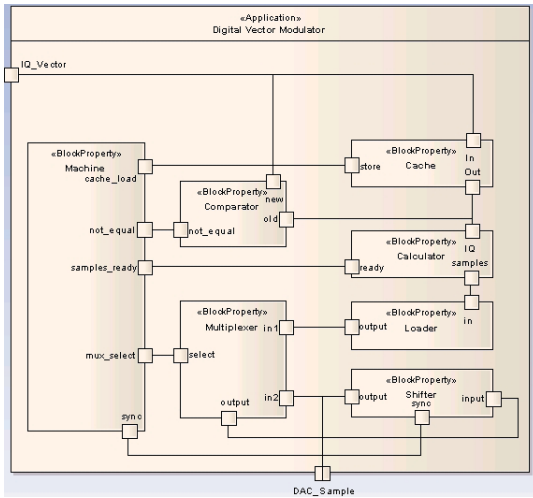 «Application»
Digital Vector Modulator
IQ_Vector
«BlockProperty»
Machine
cache_load
not_equal
samples_ready
mux_select
sync
«BlockProperty»
Comparator
new
old
not_equal
«BlockProperty»
Cache
In
Out
store
«BlockProperty»
Calculator
IQ
samples
ready
«BlockProperty»
Multiplexer
in1
select
in2
output
«BlockProperty»
Loader
output
in
«BlockProperty»
Shifter
output
sync
input
DAC_Sample